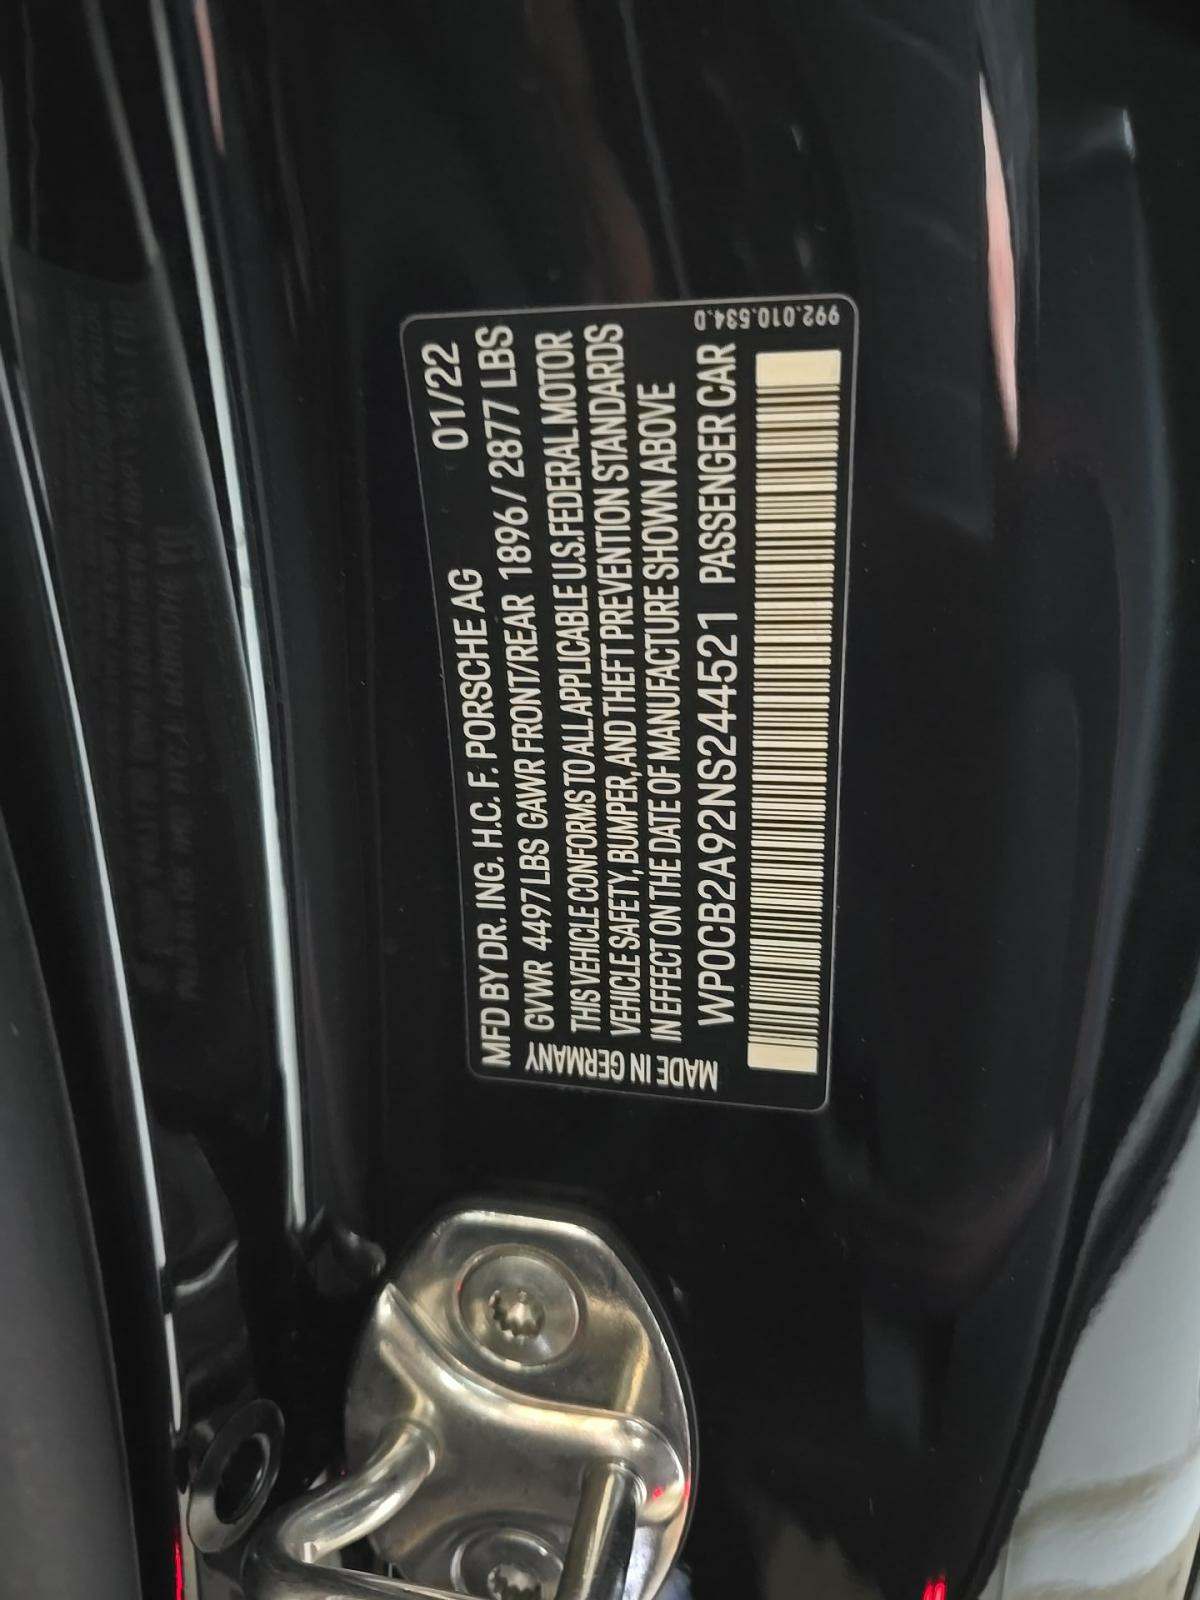 MFD BY DR. ING. H.C. F. PORSCHE AG 01/22
GVWR 4497 LBS GAWR FRONT/REAR 1896/2877 LBS
THIS VEHICLE CONFORMS TO ALL APPLICABLE U.S. FEDERAL MOTOR
VEHICLE SAFETY, BUMPER, AND THEFT PREVENTION STANDARDS
IN EFFECT ON THE DATE OF MANUFACTURE SHOWN ABOVE
WP0CB2A92NS244521 PASSENGER CAR
MADE IN GERMANY
992.010.534.D